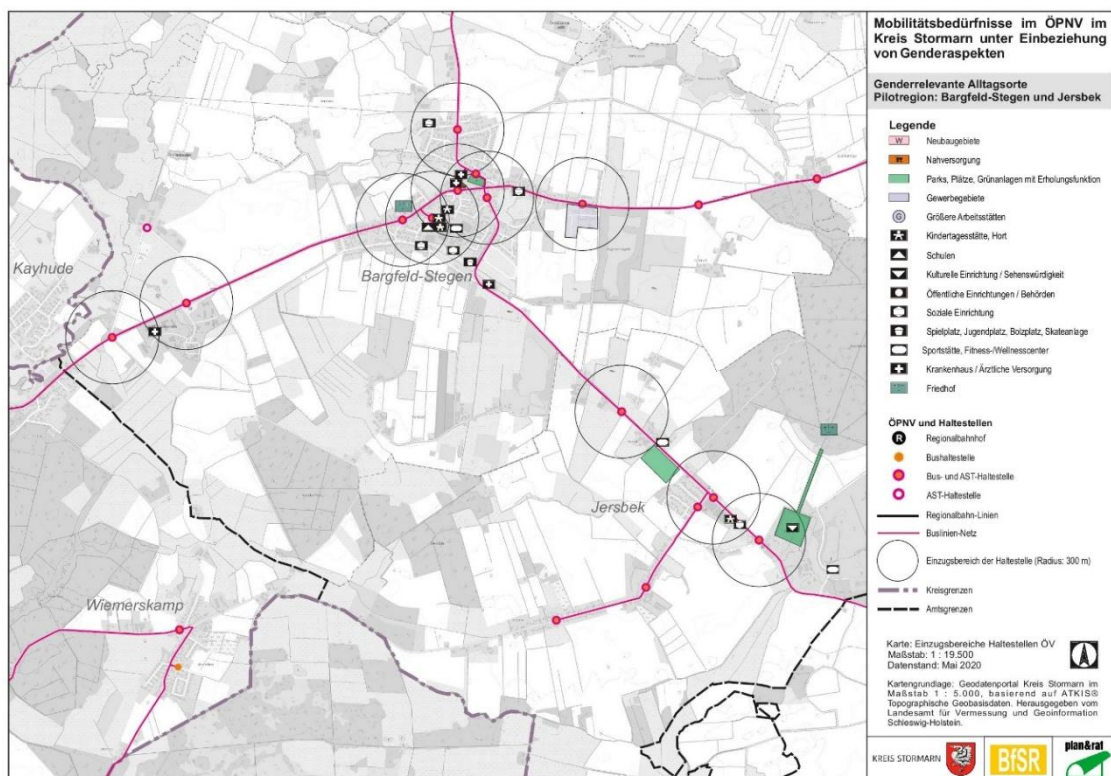 Mobilitätsbedürfnisse im ÖPNV im
Kreis Stormarn unter Einbeziehung
von Genderaspekten
Genderrelevante Alltagsorte
Pilotregion: Bargfeld-Stegen und Jersbek
Legende
Neubaugebiete
Nahversorgung
Parks, Plätze, Grünanlagen mit Erholungsfunktion
Gewerbegebiete
G Größere Arbeitsstätten
Kindertagesstätte, Hort
Schulen
Kulturelle Einrichtung / Sehenswürdigkeit
Öffentliche Einrichtungen / Behörden
Soziale Einrichtung
Spielplatz, Jugendplatz, Bolzplatz, Skateanlage
Sportstätte, Fitness-/Wellnesscenter
Krankenhaus / Ärztliche Versorgung
Friedhof
ÖPNV und Haltestellen
R Regionalbahnhof
Bushaltestelle
Bus- und AST-Haltestelle
AST-Haltestelle
Regionalbahn-Linien
Buslinien-Netz
Einzugsbereich der Haltestelle (Radius: 300 m)
Kreisgrenzen
Amtsgrenzen
Karte: Einzugsbereiche Haltestellen ÖV
Maßstab: 1 : 19.500
Datenstand: Mai 2020
Kartengrundlage: Geodatenportal Kreis Stormarn im
Maßstab 1 : 5.000, basierend auf ATKIS®
Topographische Geobasisdaten. Herausgegeben vom
Landesamt für Vermessung und Geoinformation
Schleswig-Holstein.
KREIS STORMARN
BfSR
plan&rat
Kayhude
Bargfeld-Stegen
Jersbek
Wiemerskamp